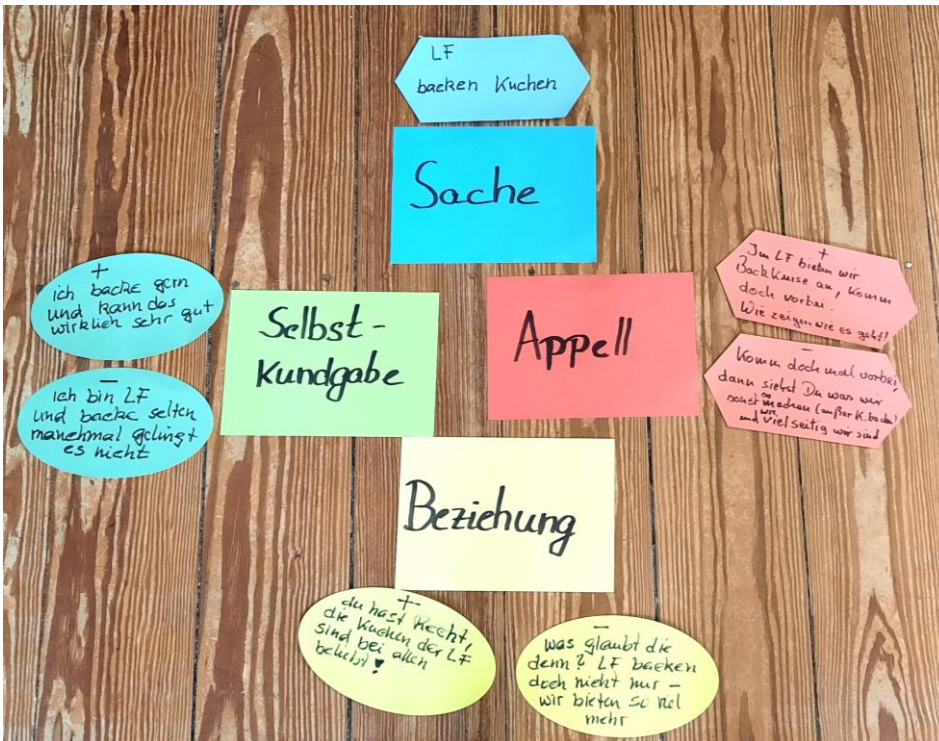 LF
backen Kuchen
Sache
+
ich backe gern
und kann das
wirklich sehr gut
-
ich bin LF
und backe selten
manchmal gelingt
es nicht
Selbst-
Kundgabe
Appell
+
Im LF bieten wir
Backkurse an, komm
doch vorbei.
Wir zeigen wie es geht!
-
Komm doch mal vorbei,
dann siehst Du was wir
so
sonst machen (außer K.backen)
wie
und vielseitig wir sind
Beziehung
+
du hast Recht,
die Kuchen der LF
sind bei allen
beliebt!
-
was glaubt die
denn? LF backen
doch nicht nur –
wir bieten so viel
mehr